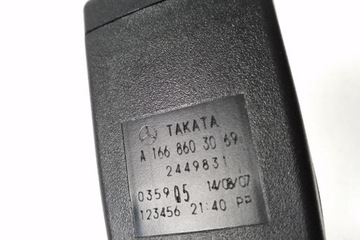 TAKATA
A 166 860 30 69
2449831
0359 05 14/08/07
123456 21:40 PP